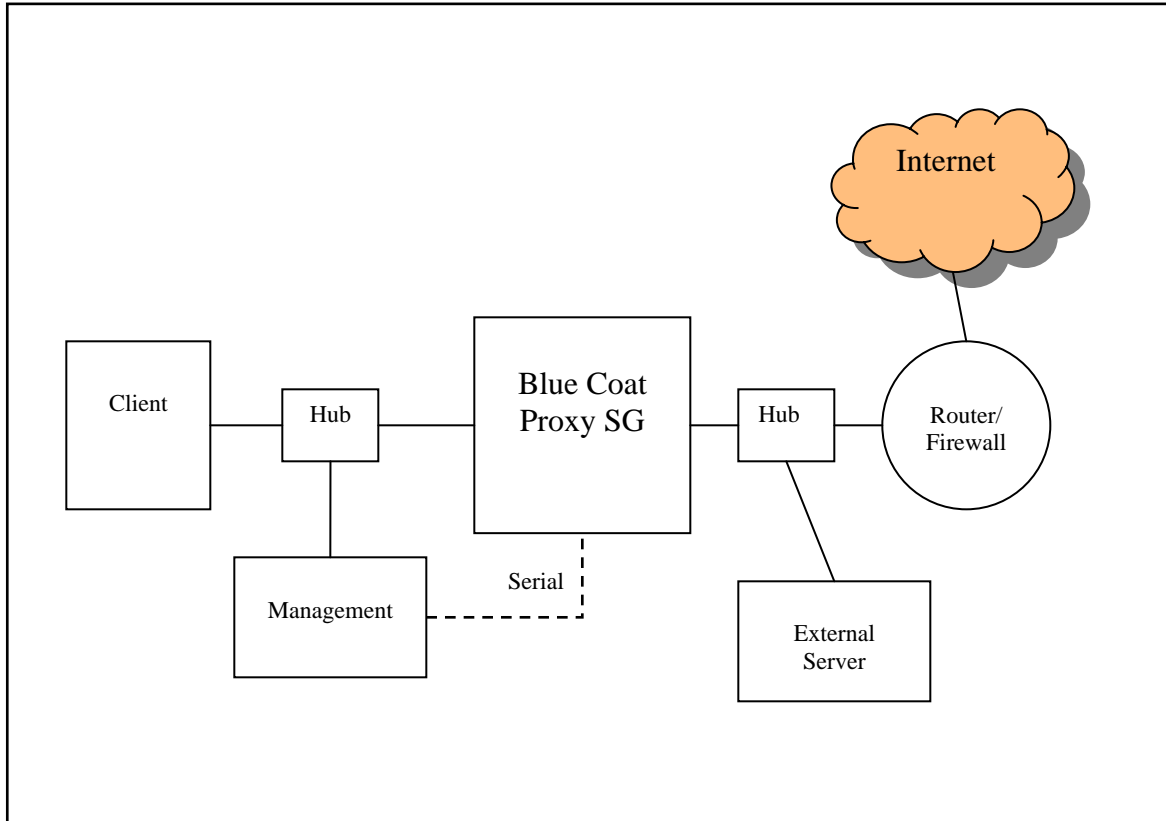 Internet
Client
Hub
Blue Coat
Proxy SG
Hub
Router/
Firewall
Serial
Management
External
Server